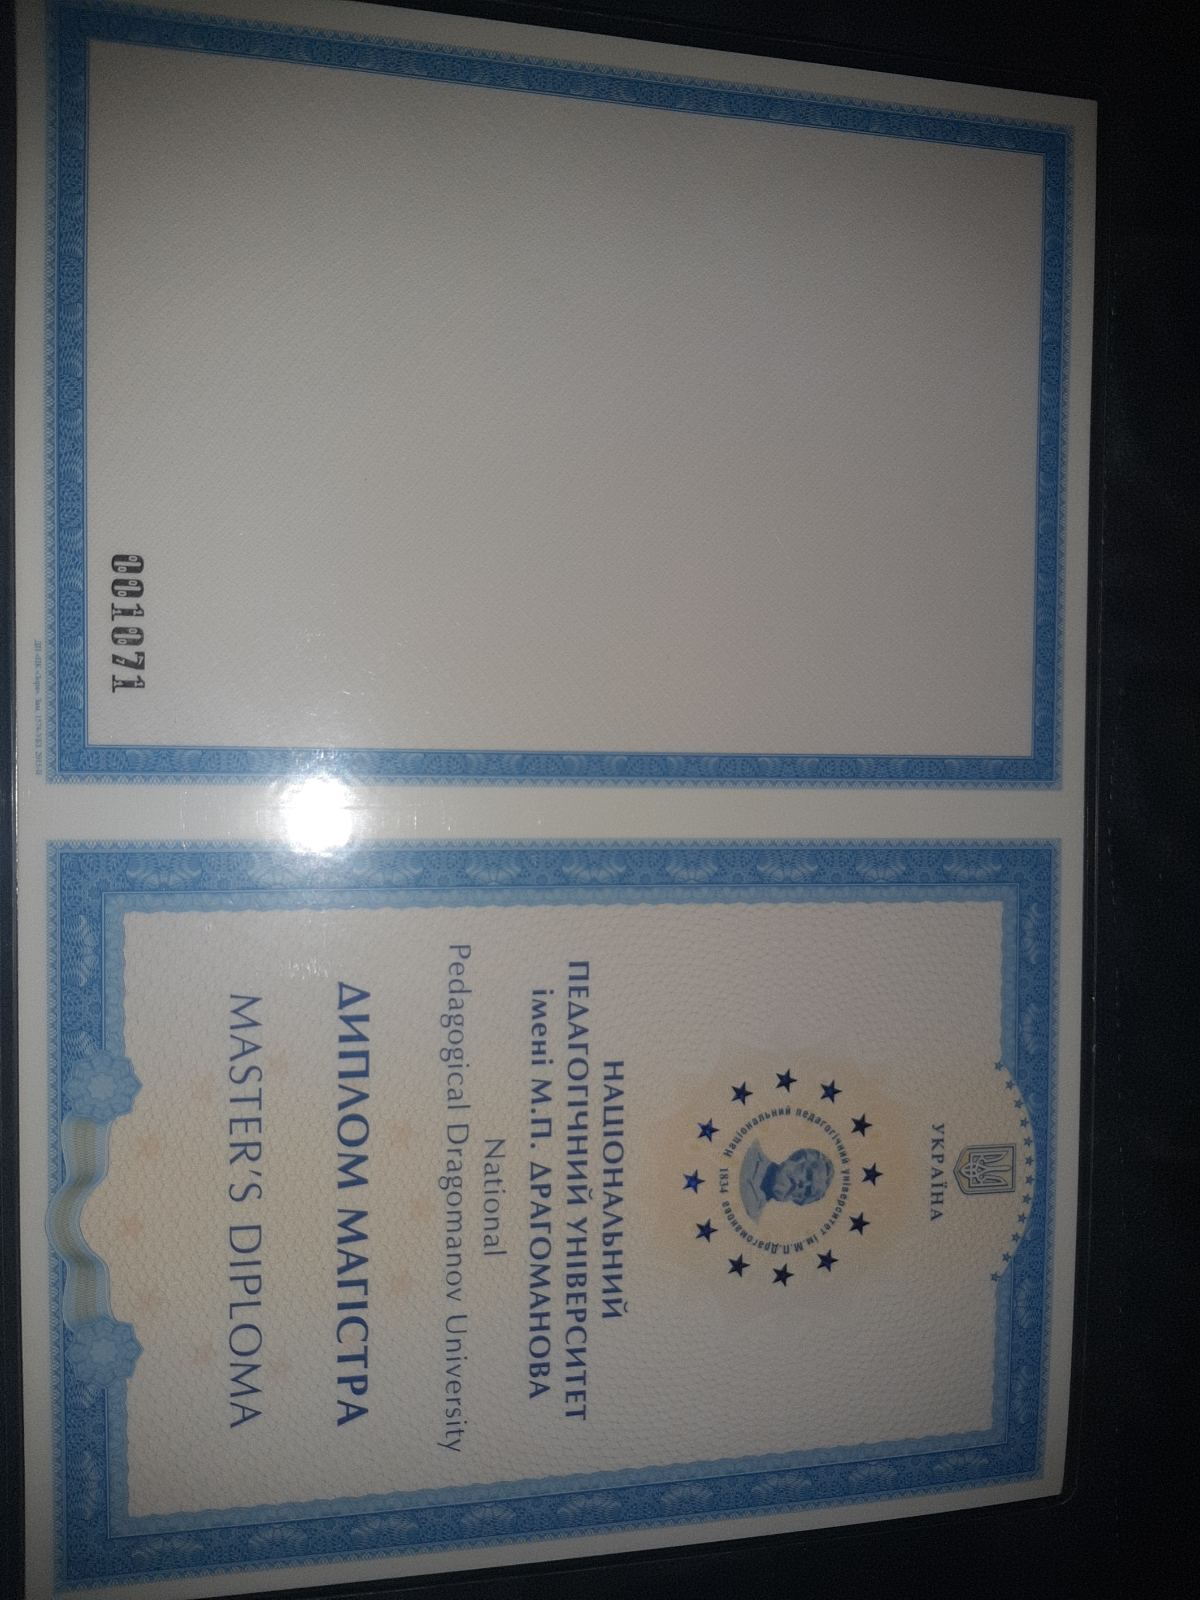 УКРАЇНА
Національний педагогічний університет ім.М.П.Драгоманова
1834
НАЦІОНАЛЬНИЙ
ПЕДАГОГІЧНИЙ УНІВЕРСИТЕТ
імені М.П. ДРАГОМАНОВА
National
Pedagogical Dragomanov University
ДИПЛОМ МАГІСТРА
MASTER'S DIPLOMA
001071